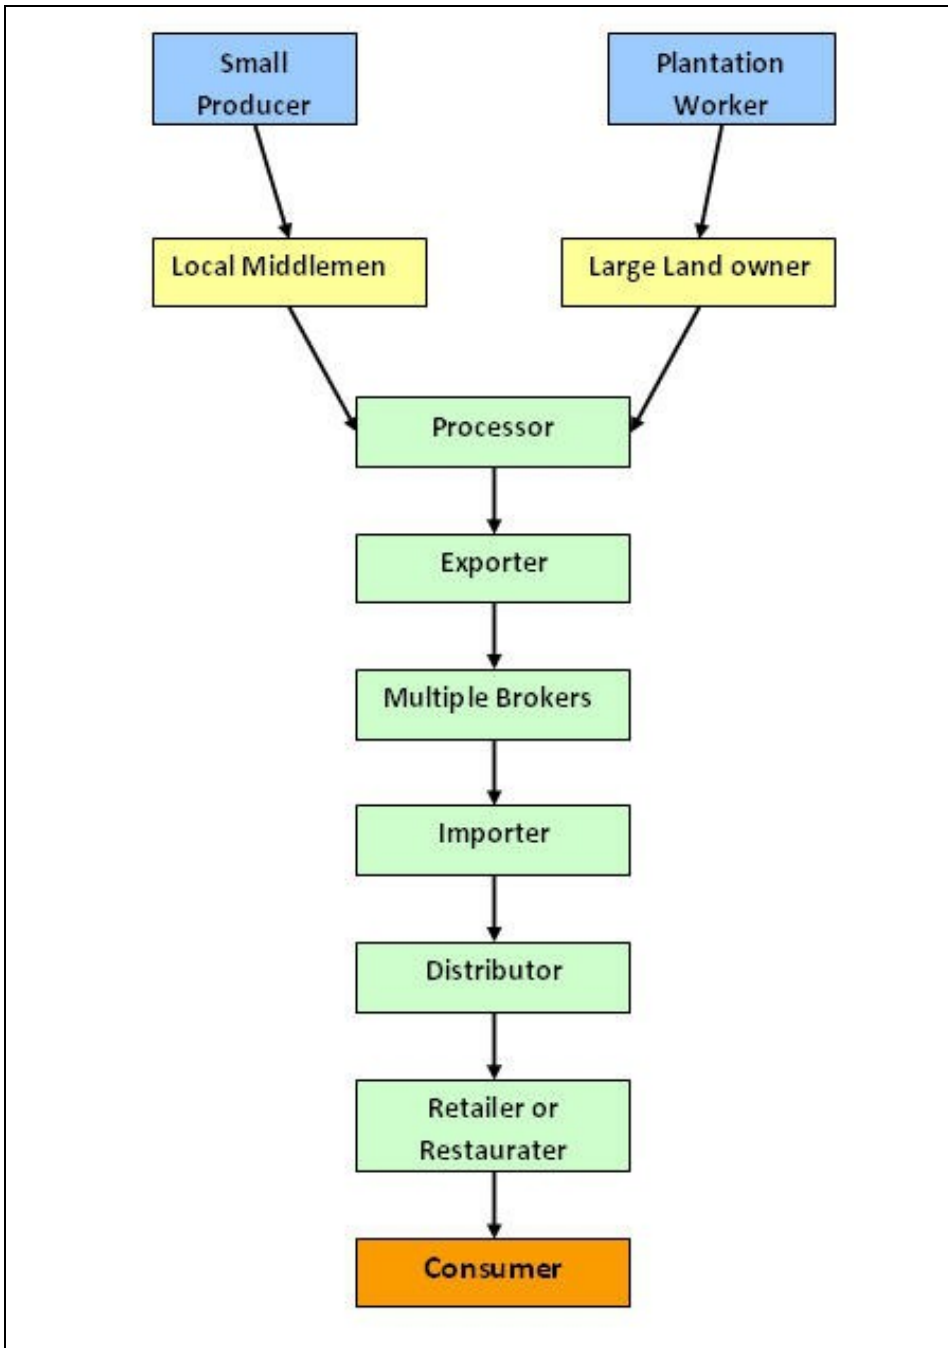 Small
Producer
Plantation
Worker
Local Middlemen
Large Land owner
Processor
Exporter
Multiple Brokers
Importer
Distributor
Retailer or
Restaurater
Consumer